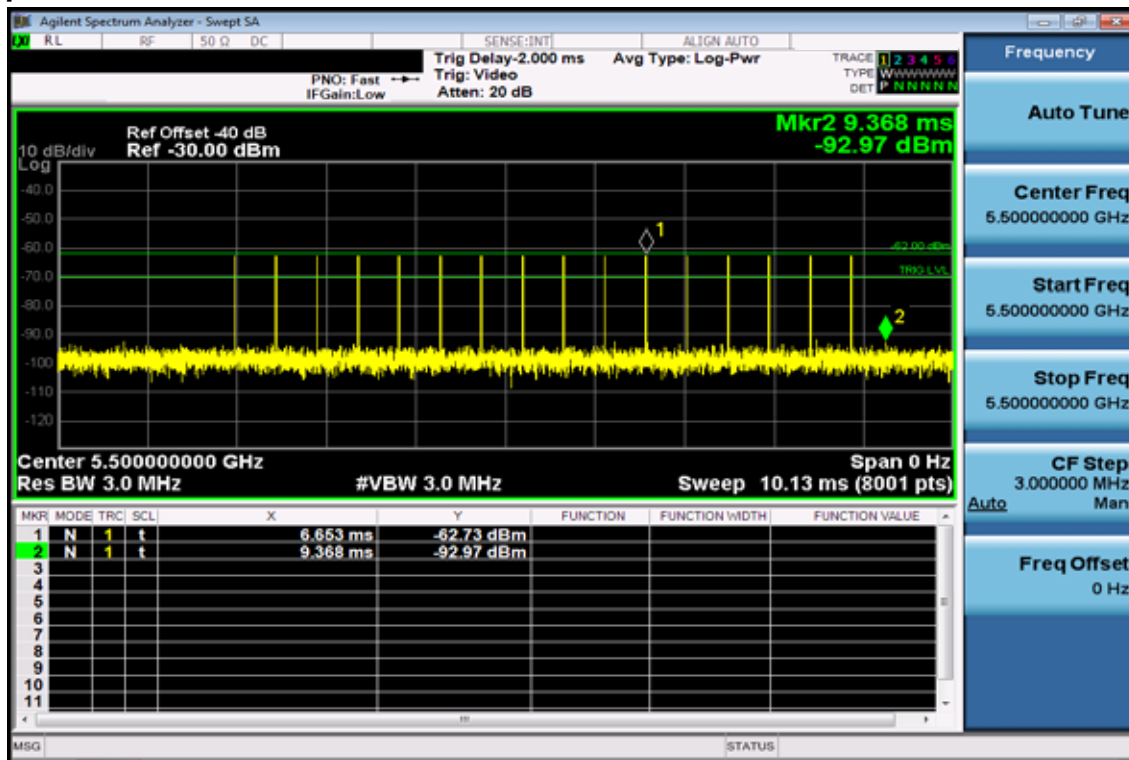 Agilent Spectrum Analyzer - Swept SA
LXI RL RF 50 Ω DC SENSE:INT ALIGN AUTO
Trig Delay-2.000 ms Avg Type: Log-Pwr TRACE 1 2 3 4 5 6
PNO: Fast Trig: Video TYPE WWWWWW
IFGain:Low Atten: 20 dB DET P N N N N N
Mkr2 9.368 ms
-92.97 dBm
Ref Offset -40 dB
10 dB/div Ref -30.00 dBm
Log
-40.0
-50.0
1
-60.0
-62.00 dBm
-70.0
TRIG LVL
-80.0
2
-90.0
-100
-110
-120
Center 5.500000000 GHz Span 0 Hz
Res BW 3.0 MHz #VBW 3.0 MHz Sweep 10.13 ms (8001 pts)
MKR MODE TRC SCL X Y FUNCTION FUNCTION WIDTH FUNCTION VALUE
1 N 1 t 6.653 ms -62.73 dBm
2 N 1 t 9.368 ms -92.97 dBm
3
4
5
6
7
8
9
10
11
MSG STATUS
Frequency
Auto Tune
Center Freq
5.500000000 GHz
Start Freq
5.500000000 GHz
Stop Freq
5.500000000 GHz
CF Step
3.000000 MHz
Auto Man
Freq Offset
0 Hz